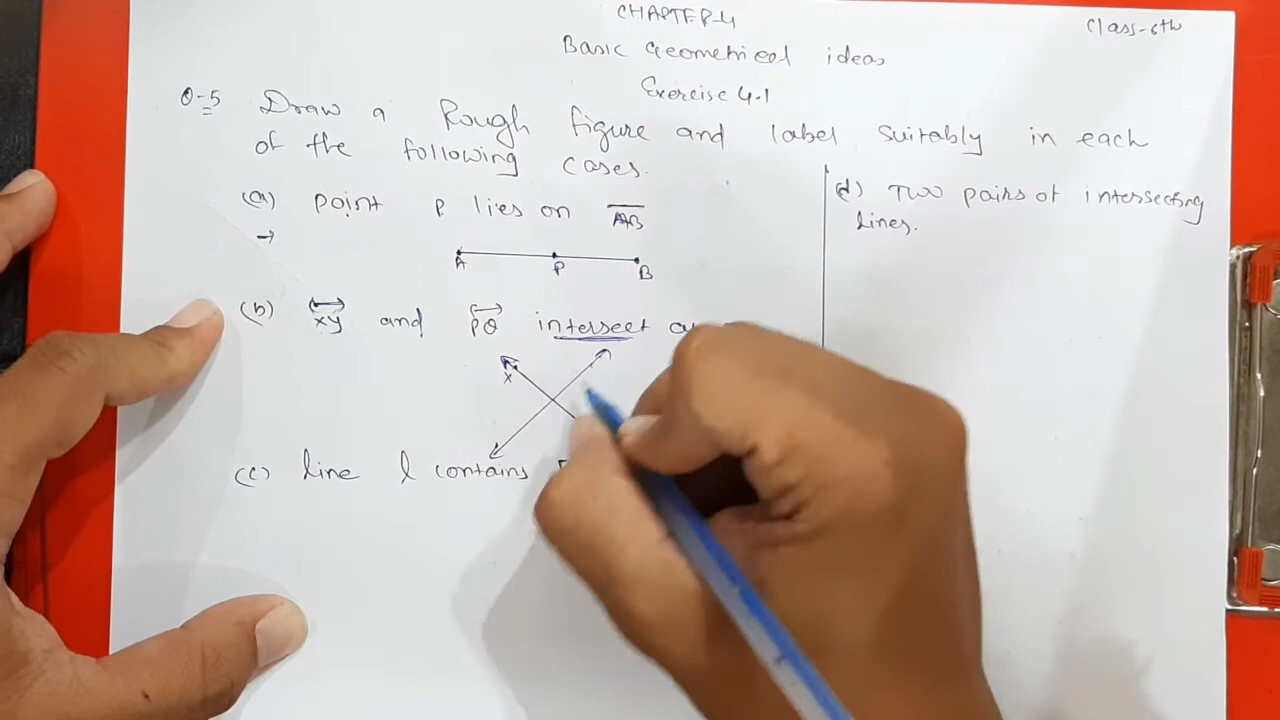 CHAPTER-4
Class-6th
Basic Geometrical ideas
Exercise 4.1
Q-5 Draw a Rough figure and label suitably in each
of the following cases.
(a) point P lies on AB
→
A P B
(b) XY and PQ intersect
X
(c) line l contains
(d) Two pairs of intersecting
lines.